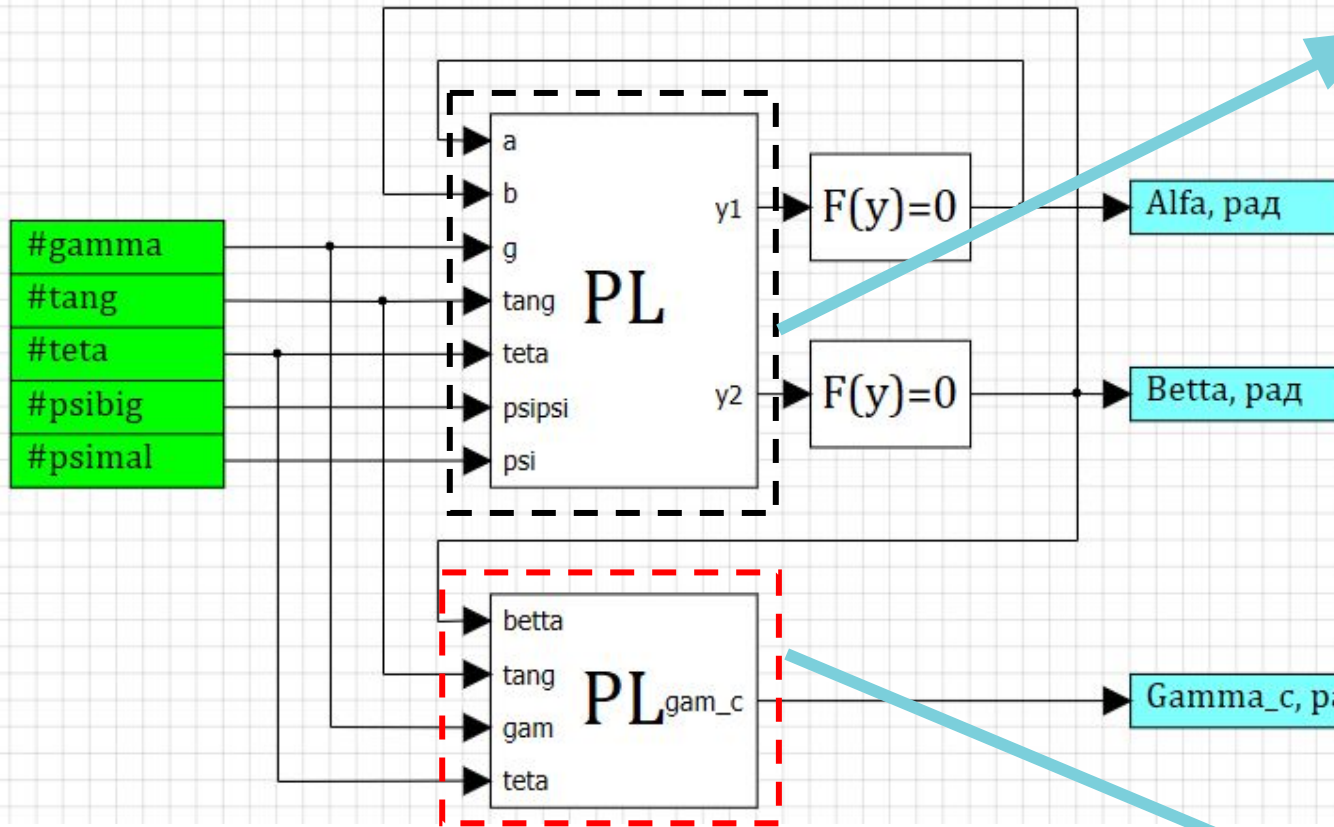 #gamma
#tang
#teta
#psibig
#psimal
a
b
g
tang
teta
psipsi
psi
PL
y1
y2
F(y)=0
F(y)=0
Alfa, рад
Betta, рад
betta
tang
gam
teta
PL
gam_c
Gamma_c,